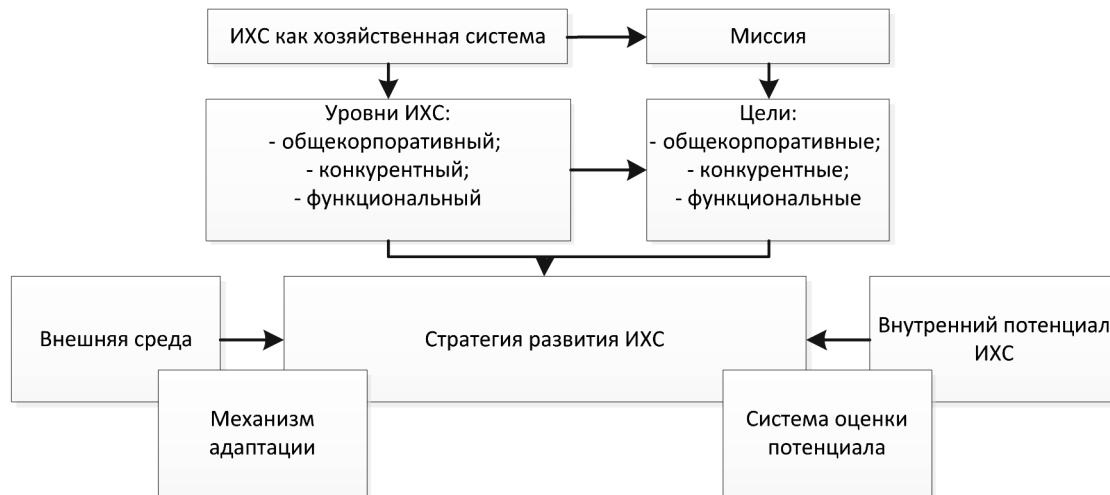 ИХС как хозяйственная система
Миссия
Уровни ИХС:
- общекорпоративный;
- конкурентный;
- функциональный
Цели:
- общекорпоративные;
- конкурентные;
- функциональные
Внешняя среда
Стратегия развития ИХС
Внутренний потенциал
ИХС
Механизм
адаптации
Система оценки
потенциала